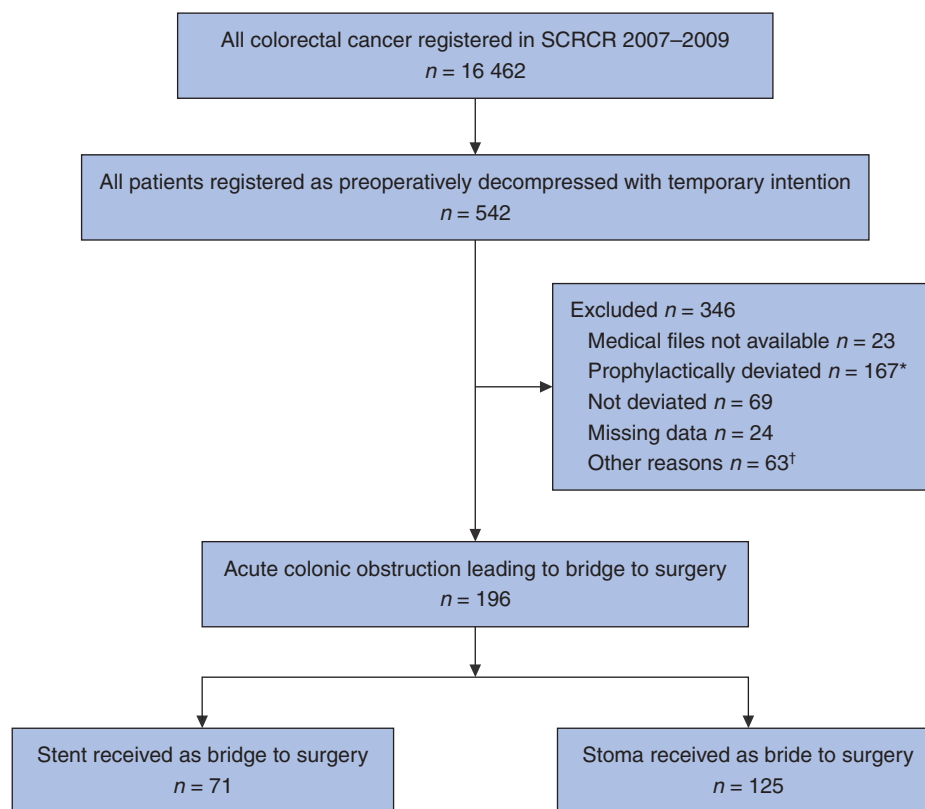 All colorectal cancer registered in SCRCR 2007–2009
n = 16 462
All patients registered as preoperatively decompressed with temporary intention
n = 542
Excluded n = 346
Medical files not available n = 23
Prophylactically deviated n = 167*
Not deviated n = 69
Missing data n = 24
Other reasons n = 63†
Acute colonic obstruction leading to bridge to surgery
n = 196
Stent received as bridge to surgery
n = 71
Stoma received as bride to surgery
n = 125